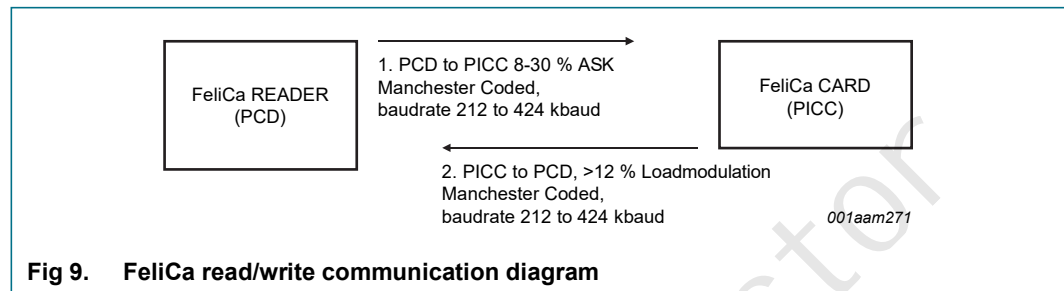 FeliCa READER
(PCD)
1. PCD to PICC 8-30 % ASK
Manchester Coded,
baudrate 212 to 424 kbaud
FeliCa CARD
(PICC)
2. PICC to PCD, >12 % Loadmodulation
Manchester Coded,
baudrate 212 to 424 kbaud
001aam271
Fig 9. FeliCa read/write communication diagram